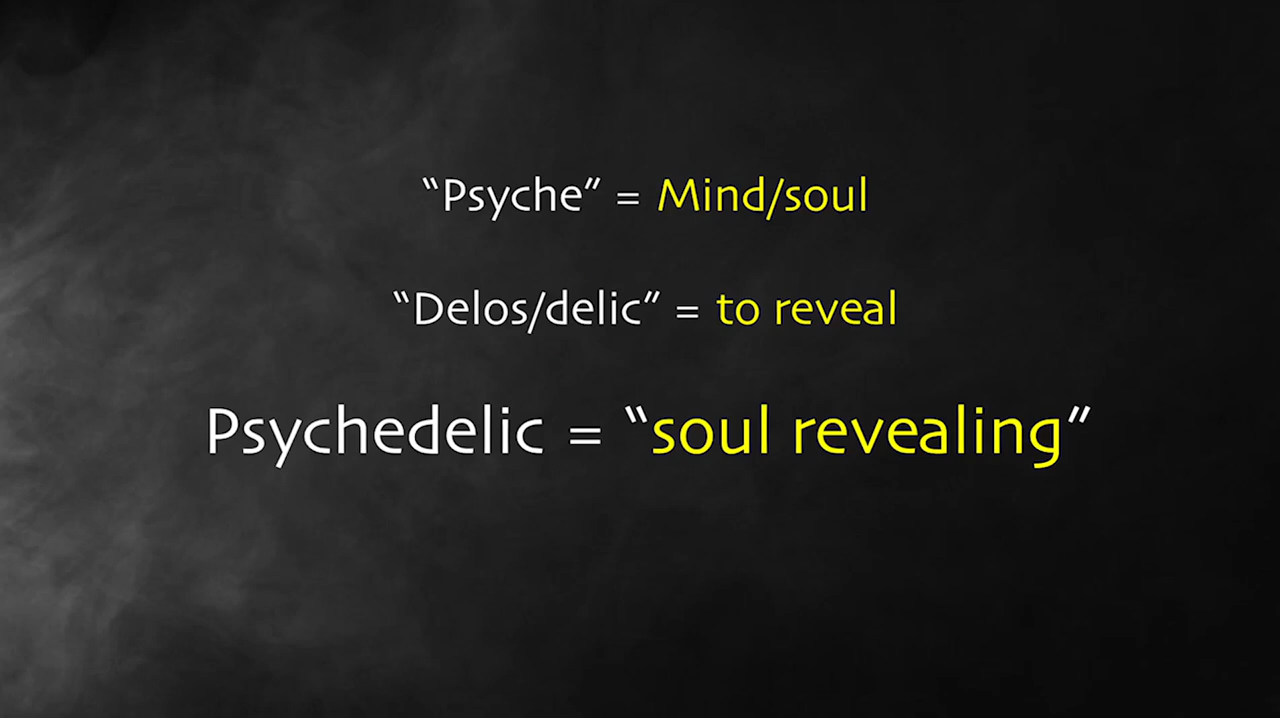 “Psyche” = Mind/soul
“Delos/delic” = to reveal
Psychedelic = “soul revealing”